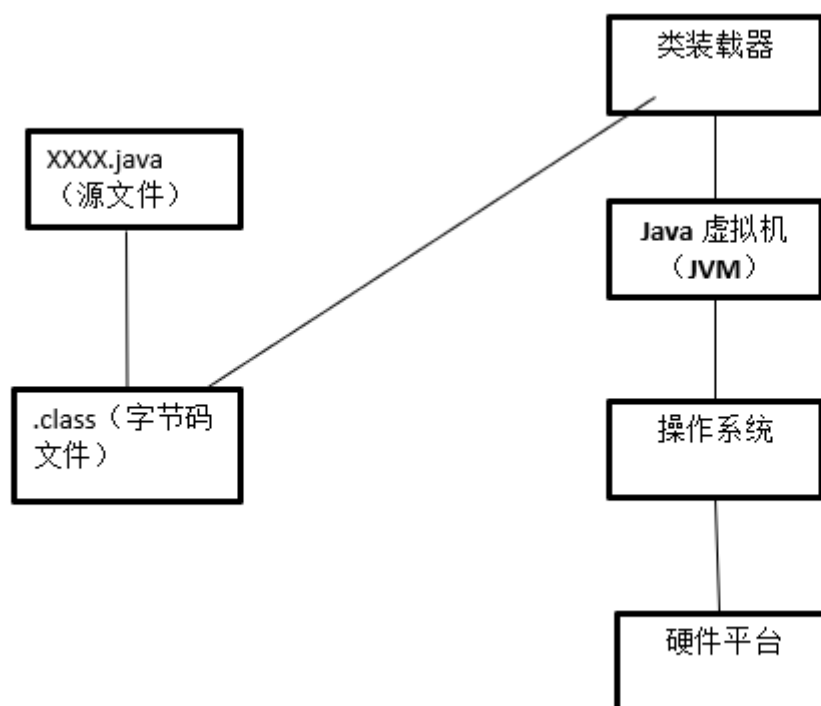 类装载器
XXXX.java
（源文件）
Java 虚拟机
（JVM）
.class（字节码
文件）
操作系统
硬件平台